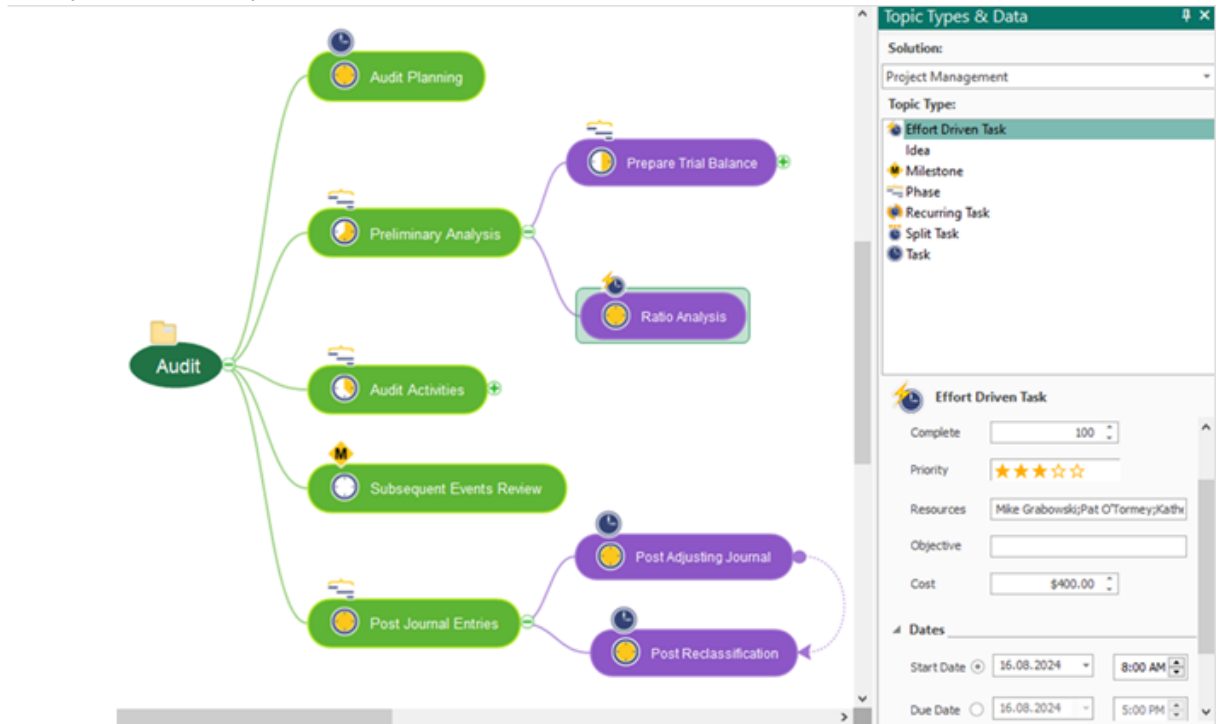 Topic Types & Data
Solution:
Project Management
Topic Type:
Effort Driven Task
Idea
Milestone
Phase
Recurring Task
Split Task
Task
Audit Planning
Prepare Trial Balance
Preliminary Analysis
Ratio Analysis
Audit
Audit Activities
M
Subsequent Events Review
Post Adjusting Journal
Post Journal Entries
Post Reclassification
Effort Driven Task
Complete 100
Priority
Resources Mike Grabowski;Pat O'Tormey;Kathe
Objective
Cost $400.00
Dates
Start Date 16.08.2024 8:00 AM
Due Date 16.08.2024 5:00 PM